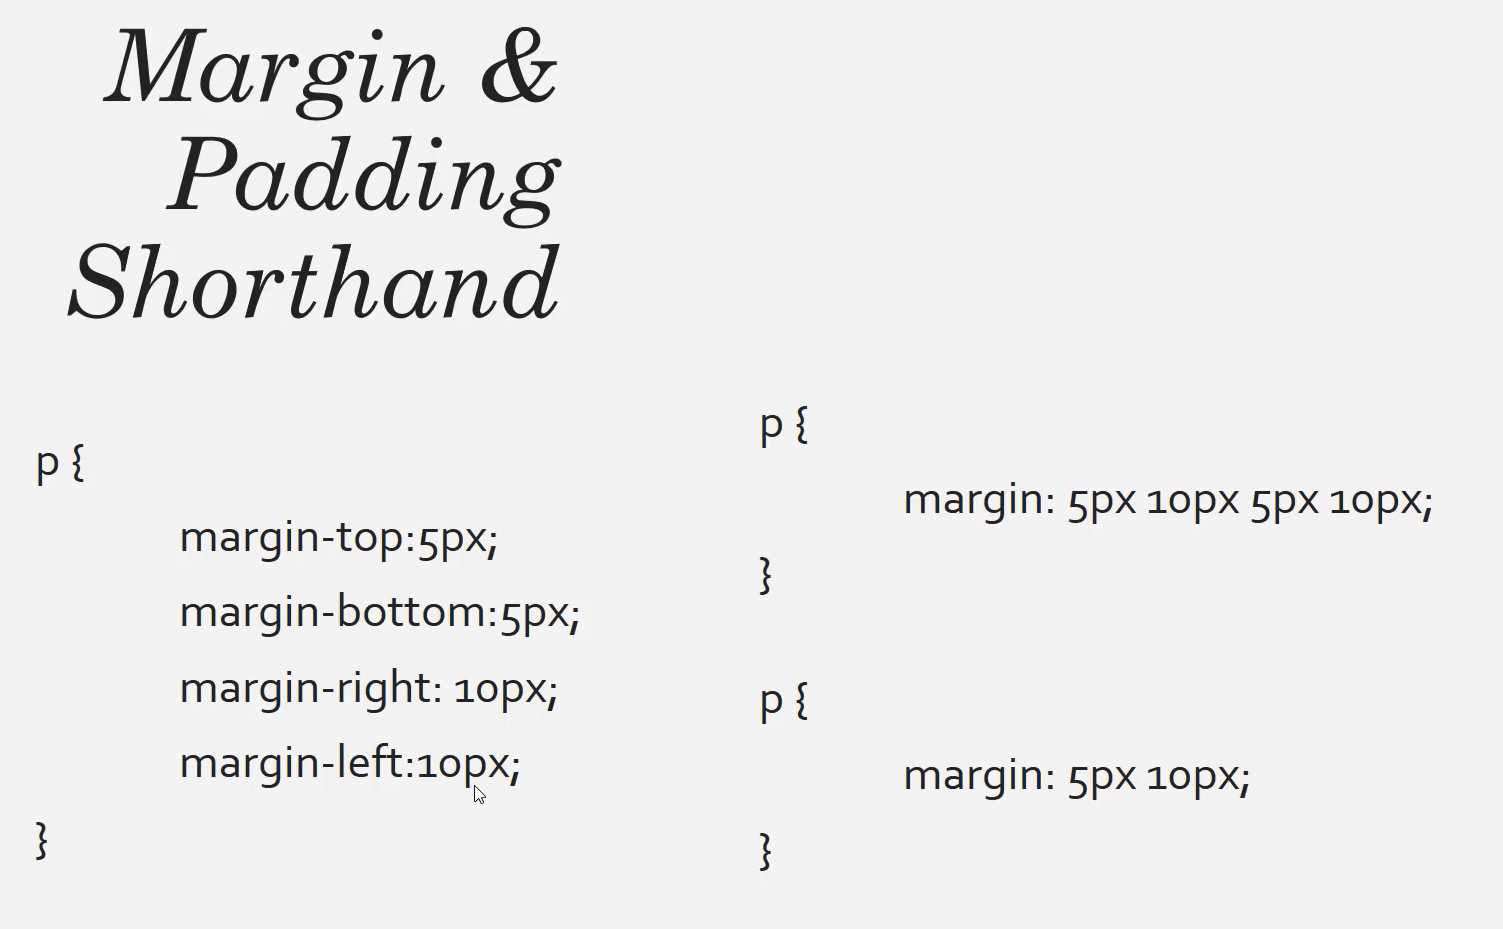 Margin &
Padding
Shorthand
p {
margin-top:5px;
margin-bottom:5px;
margin-right: 10px;
margin-left:10px;
}
p {
margin: 5px 10px 5px 10px;
}
p {
margin: 5px 10px;
}